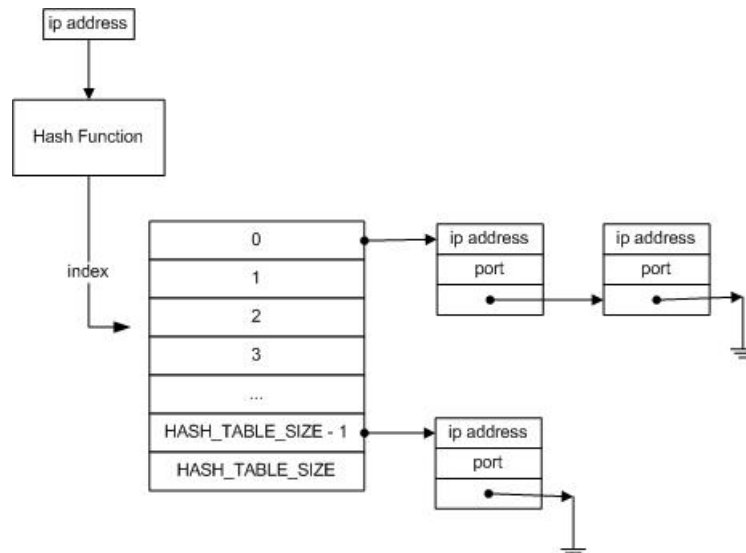 ip address
Hash Function
index
0
1
2
3
...
HASH_TABLE_SIZE - 1
HASH_TABLE_SIZE
ip address
port
ip address
port
ip address
port